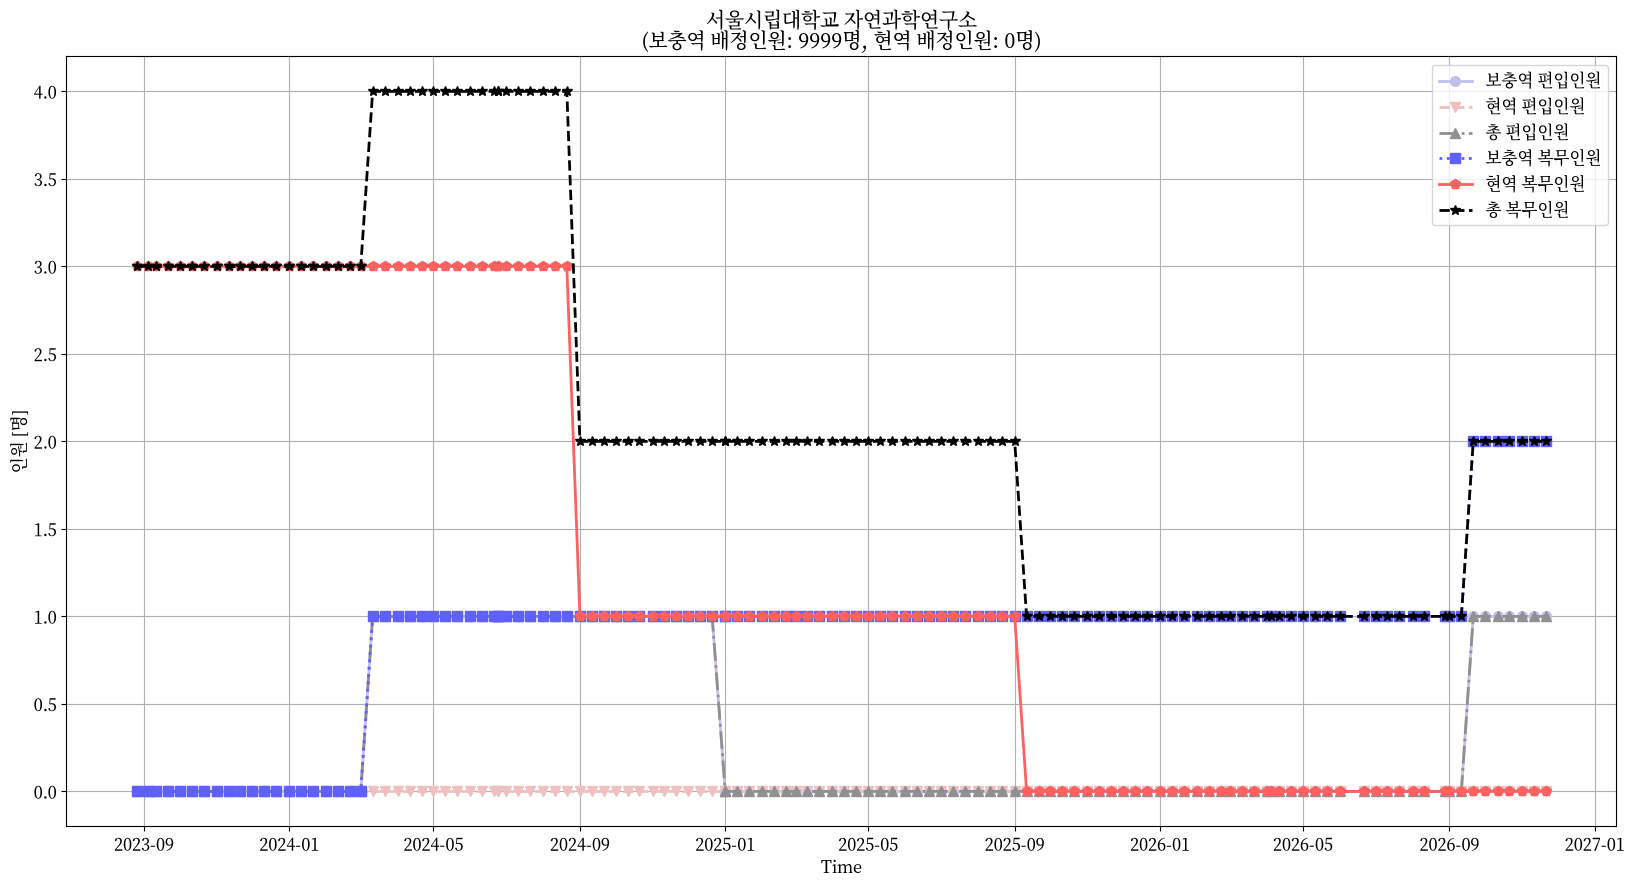 서울시립대학교 자연과학연구소
(보충역 배정인원: 9999명, 현역 배정인원: 0명)
보충역 편입인원
현역 편입인원
총 편입인원
보충역 복무인원
현역 복무인원
총 복무인원
인원 [명]
4.0
3.5
3.0
2.5
2.0
1.5
1.0
0.5
0.0
2023-09
2024-01
2024-05
2024-09
2025-01
2025-05
2025-09
2026-01
2026-05
2026-09
2027-01
Time